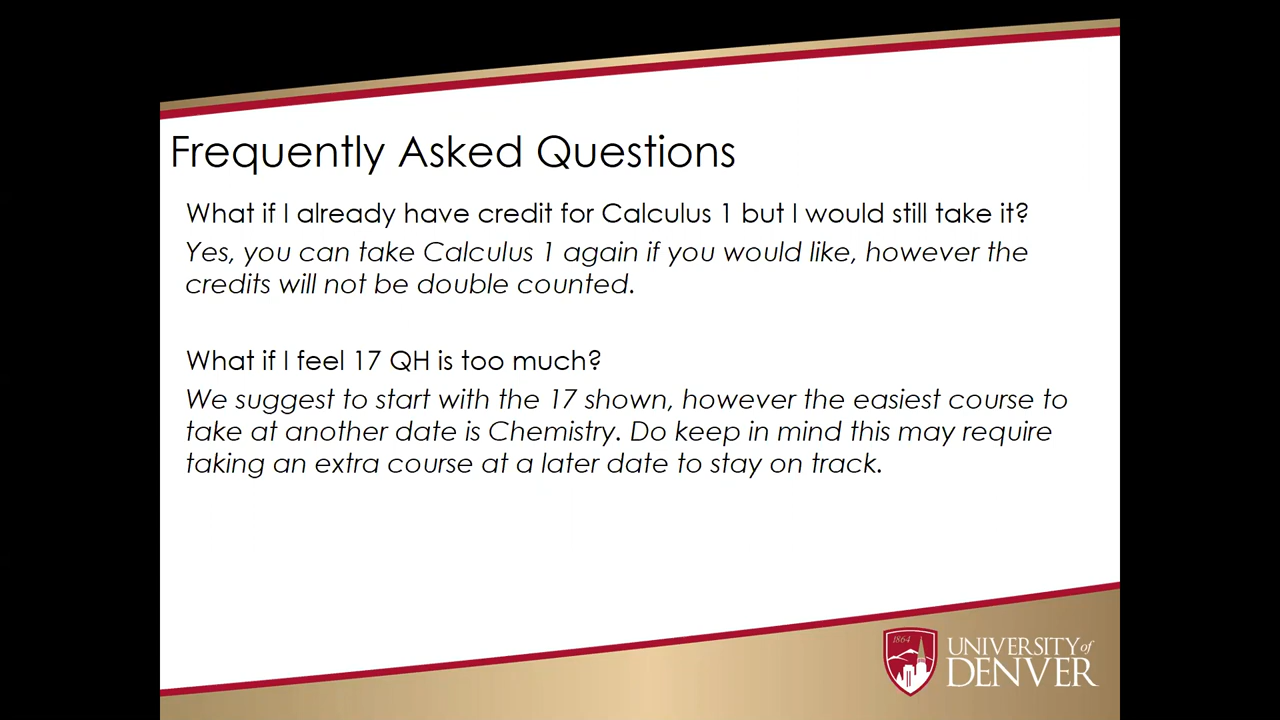 Frequently Asked Questions
What if I already have credit for Calculus 1 but I would still take it?
Yes, you can take Calculus 1 again if you would like, however the
credits will not be double counted.
What if I feel 17 QH is too much?
We suggest to start with the 17 shown, however the easiest course to
take at another date is Chemistry. Do keep in mind this may require
taking an extra course at a later date to stay on track.
1864
UNIVERSITY of
DENVER